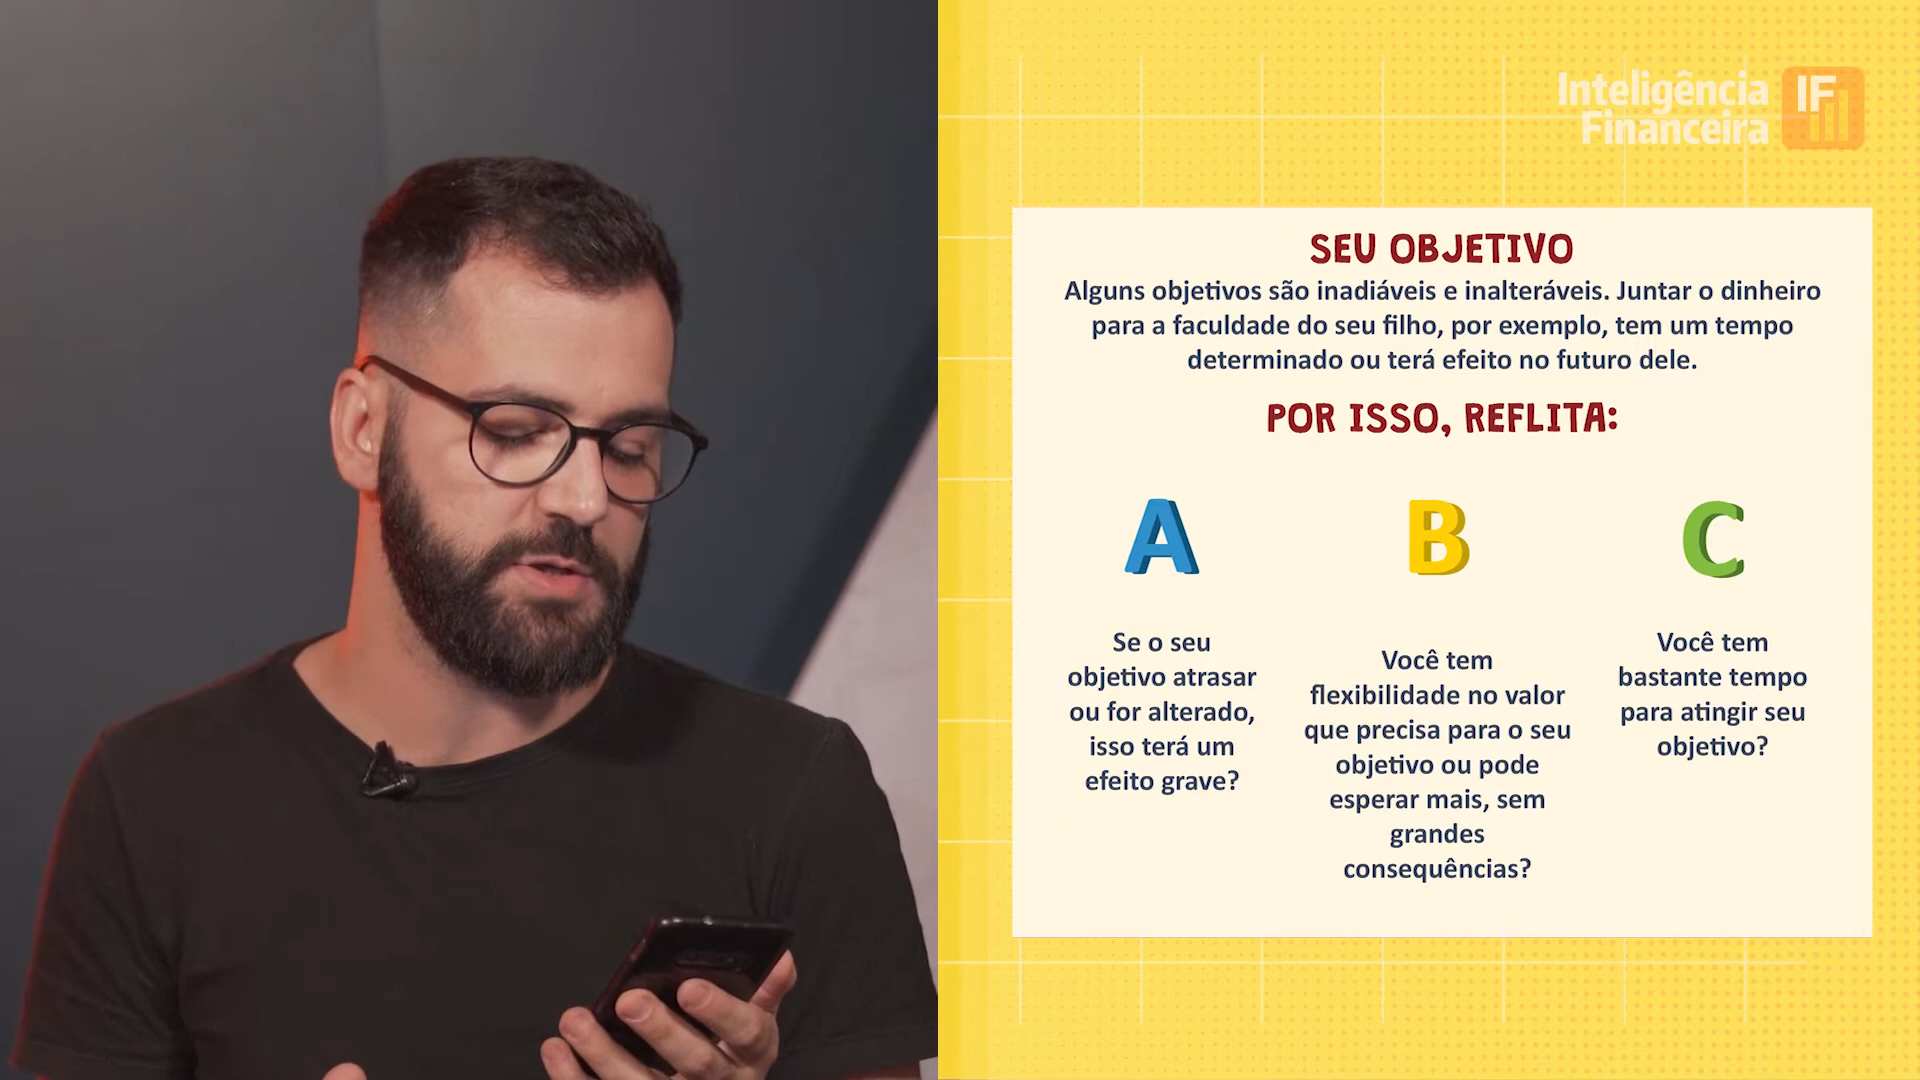 Inteligência
Financeira
IF
SEU OBJETIVO
Alguns objetivos são inadiáveis e inalteráveis. Juntar o dinheiro
para a faculdade do seu filho, por exemplo, tem um tempo
determinado ou terá efeito no futuro dele.
POR ISSO, REFLITA:
A
B
C
Se o seu
objetivo atrasar
ou for alterado,
isso terá um
efeito grave?
Você tem
flexibilidade no valor
que precisa para o seu
objetivo ou pode
esperar mais, sem
grandes
consequências?
Você tem
bastante tempo
para atingir seu
objetivo?